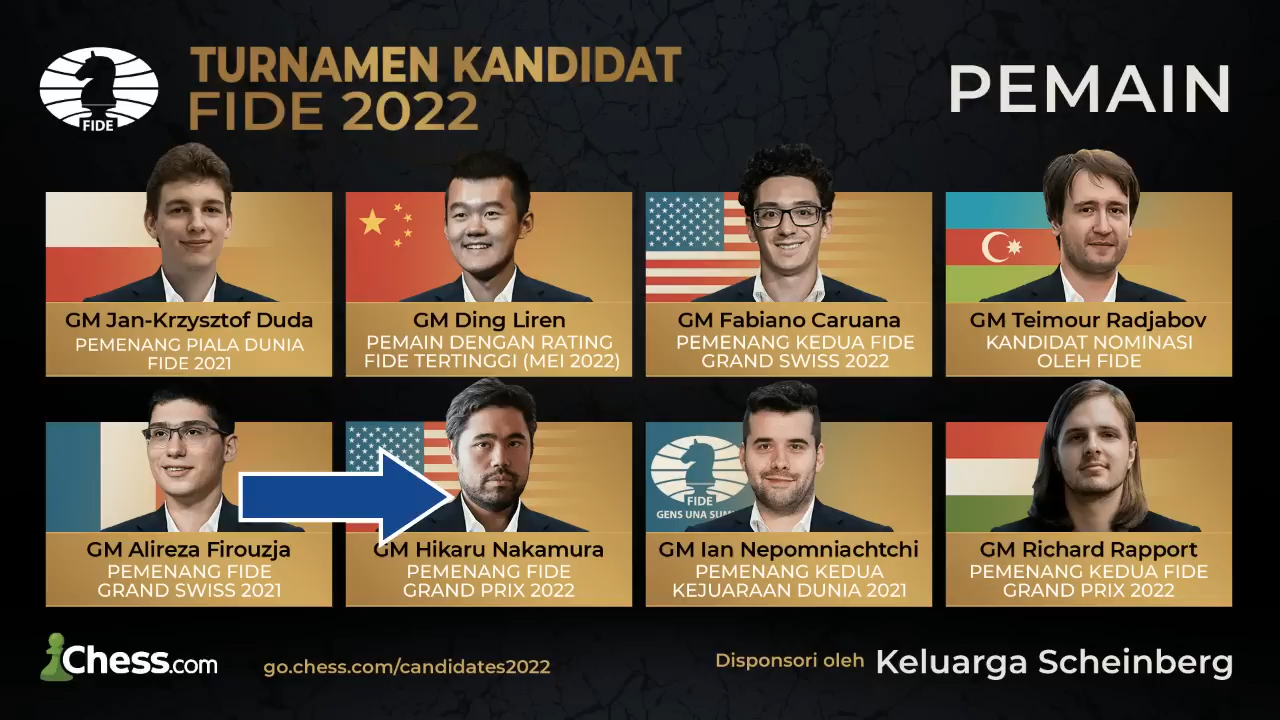 TURNAMEN KANDIDAT
FIDE 2022
FIDE
PEMAIN
GM Jan-Krzysztof Duda
PEMENANG PIALA DUNIA
FIDE 2021
GM Ding Liren
PEMAIN DENGAN RATING
FIDE TERTINGGI (MEI 2022)
GM Fabiano Caruana
PEMENANG KEDUA FIDE
GRAND SWISS 2022
GM Teimour Radjabov
KANDIDAT NOMINASI
OLEH FIDE
GM Alireza Firouzja
PEMENANG FIDE
GRAND SWISS 2021
GM Hikaru Nakamura
PEMENANG FIDE
GRAND PRIX 2022
FIDE
GENS UNA
GM Ian Nepomniachtchi
PEMENANG KEDUA
KEJUARAAN DUNIA 2021
GM Richard Rapport
PEMENANG KEDUA FIDE
GRAND PRIX 2022
Chess.com
go.chess.com/candidates2022
Disponsori oleh Keluarga Scheinberg